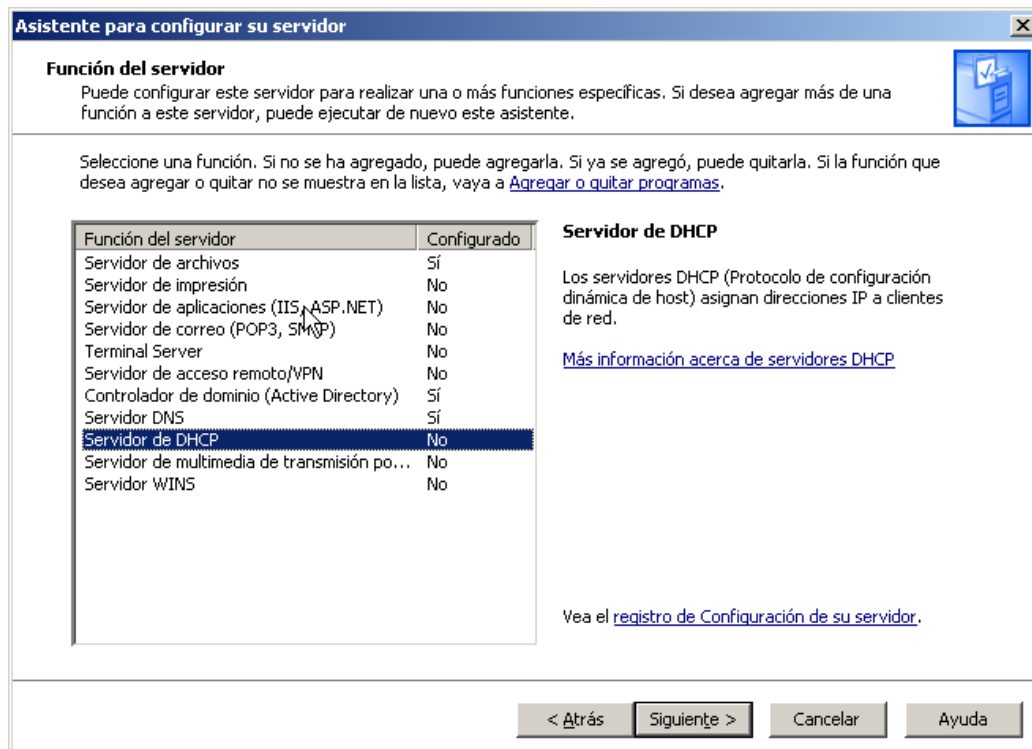 Asistente para configurar su servidor
Función del servidor
Puede configurar este servidor para realizar una o más funciones específicas. Si desea agregar más de una
función a este servidor, puede ejecutar de nuevo este asistente.
Seleccione una función. Si no se ha agregado, puede agregarla. Si ya se agregó, puede quitarla. Si la función que
desea agregar o quitar no se muestra en la lista, vaya a Agregar o quitar programas.
Función del servidor Configurado
Servidor de archivos Sí
Servidor de impresión No
Servidor de aplicaciones (IIS, ASP.NET) No
Servidor de correo (POP3, SMTP) No
Terminal Server No
Servidor de acceso remoto/VPN No
Controlador de dominio (Active Directory) Sí
Servidor DNS Sí
Servidor de DHCP No
Servidor de multimedia de transmisión po... No
Servidor WINS No
Servidor de DHCP
Los servidores DHCP (Protocolo de configuración
dinámica de host) asignan direcciones IP a clientes
de red.
Más información acerca de servidores DHCP
Vea el registro de Configuración de su servidor.
< Atrás Siguiente > Cancelar Ayuda